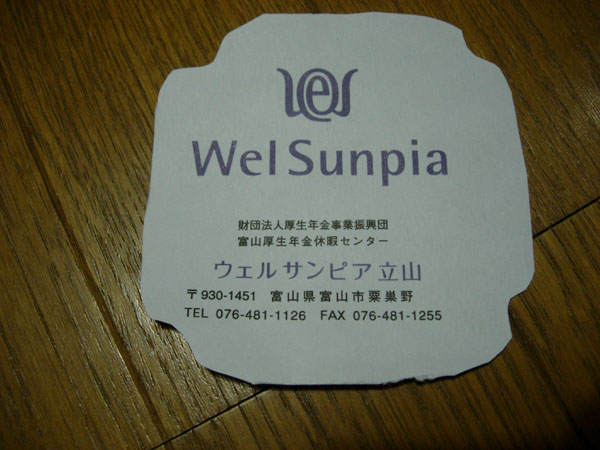 Wel Sunpia
財団法人厚生年金事業振興団
富山厚生年金休暇センター
ウェルサンピア立山
〒930-1451 富山県富山市粟巣野
TEL 076-481-1126 FAX 076-481-1255